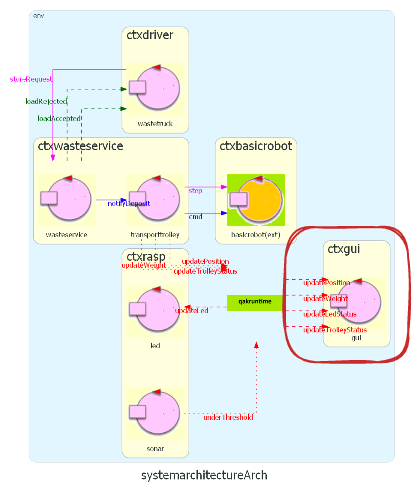 env
ctxdriver
storeRequest
loadRejected
loadAccepted
wastetruck
ctxwasteservice
ctxbasicrobot
step
notifyDeposit
cmd
wasteservice
transporttrolley
basicrobot(ext)
updatePosition
updateWeight
updateTrolleyStatus
ctxrasp
ctxgui
updatePosition
qakruntime
updateWeight
updateLed
updateLedStatus
updateTrolleyStatus
led
gui
underThreshold
sonar
systemarchitectureArch